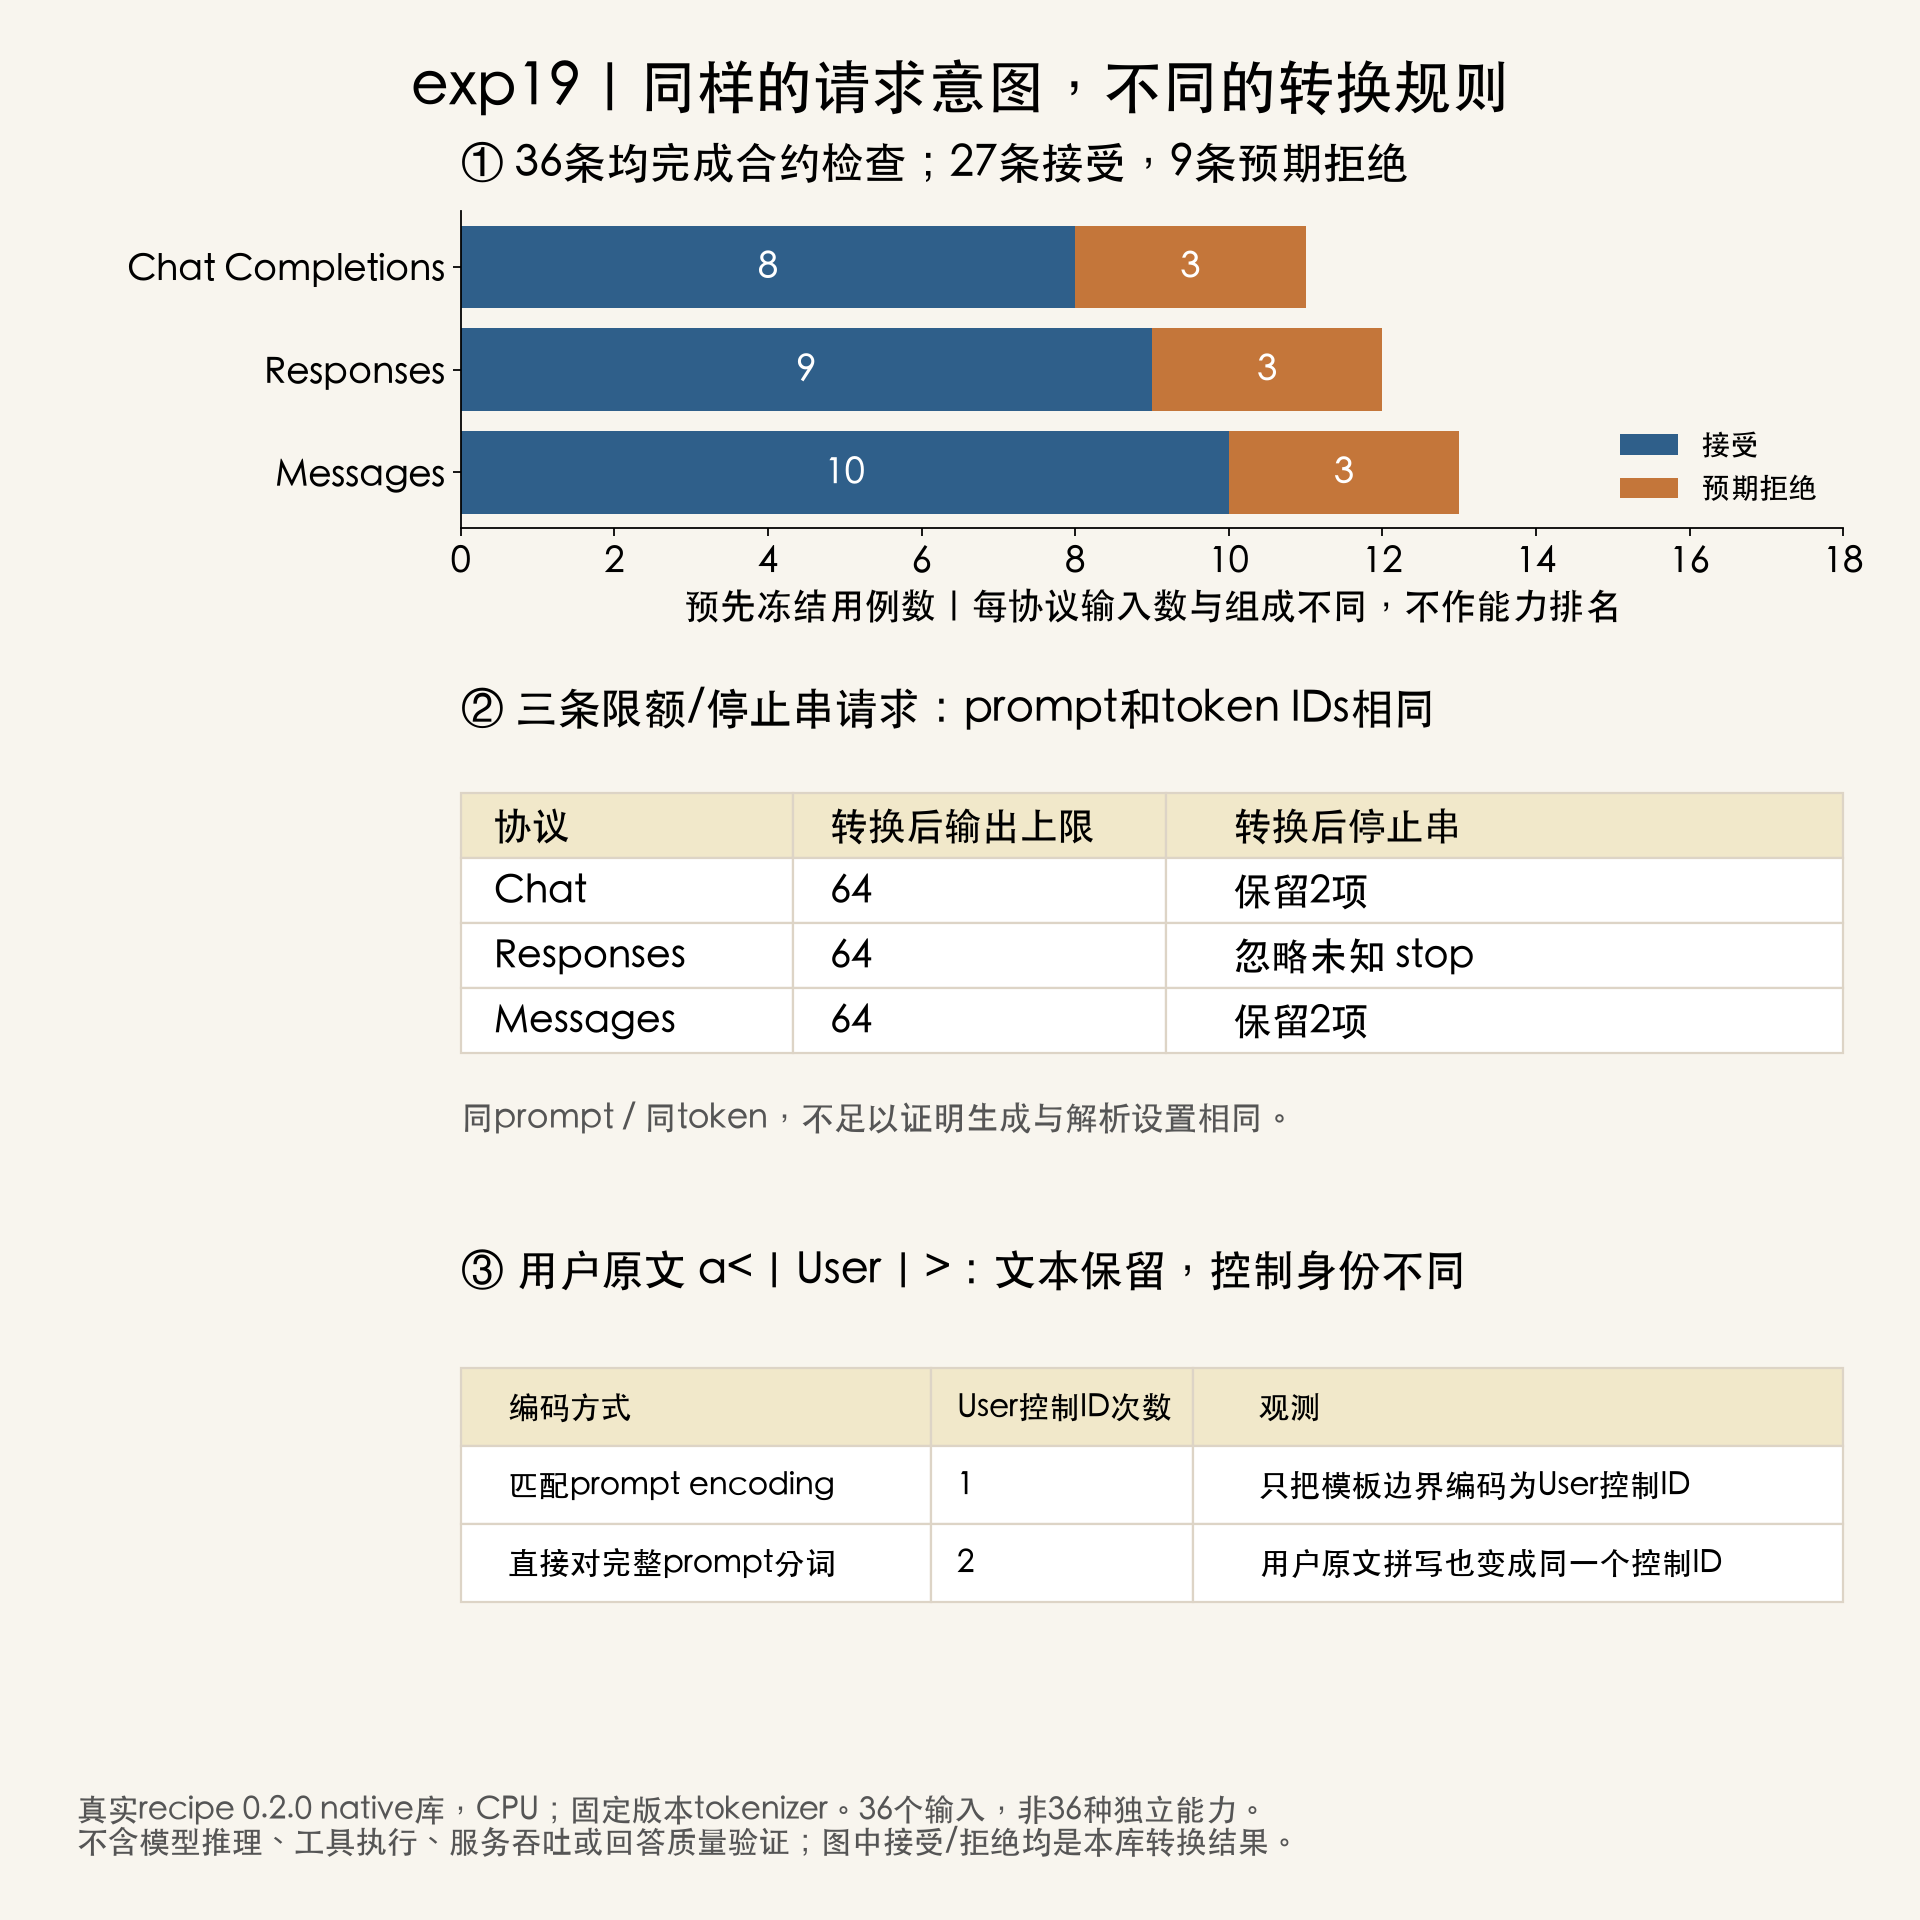 exp19｜同样的请求意图，不同的转换规则
① 36条均完成合约检查；27条接受，9条预期拒绝
Chat Completions 8 3
Responses 9 3
Messages 10 3
接受
预期拒绝
0 2 4 6 8 10 12 14 16 18
预先冻结用例数｜每协议输入数与组成不同，不作能力排名
② 三条限额/停止串请求：prompt和token IDs相同
协议 转换后输出上限 转换后停止串
Chat 64 保留2项
Responses 64 忽略未知 stop
Messages 64 保留2项
同prompt / 同token，不足以证明生成与解析设置相同。
③ 用户原文 a<｜User｜>：文本保留，控制身份不同
编码方式 User控制ID次数 观测
匹配prompt encoding 1 只把模板边界编码为User控制ID
直接对完整prompt分词 2 用户原文拼写也变成同一个控制ID
真实recipe 0.2.0 native库，CPU；固定版本tokenizer。36个输入，非36种独立能力。
不含模型推理、工具执行、服务吞吐或回答质量验证；图中接受/拒绝均是本库转换结果。